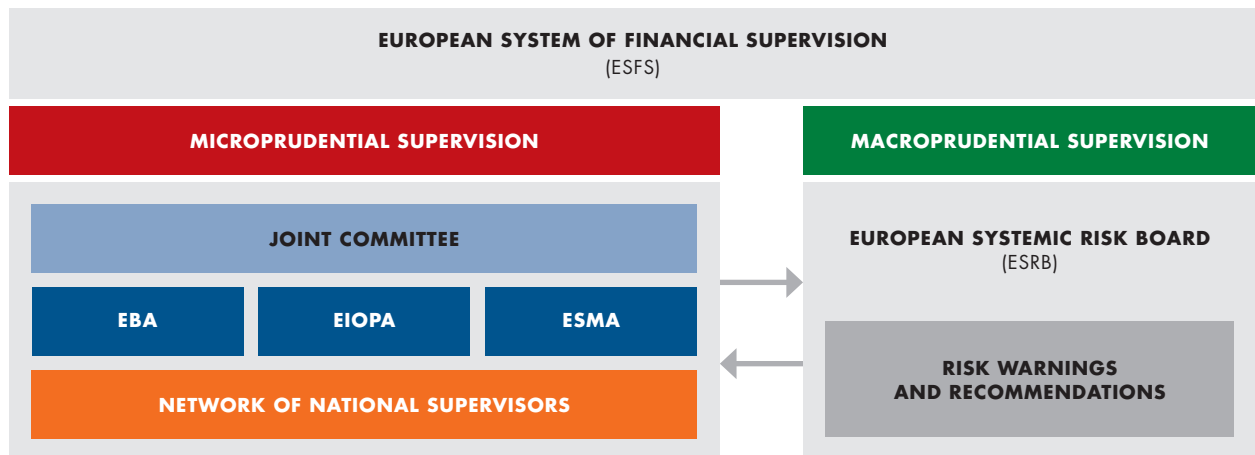 EUROPEAN SYSTEM OF FINANCIAL SUPERVISION
(ESFS)
MICROPRUDENTIAL SUPERVISION
MACROPRUDENTIAL SUPERVISION
JOINT COMMITTEE
EBA
EIOPA
ESMA
NETWORK OF NATIONAL SUPERVISORS
EUROPEAN SYSTEMIC RISK BOARD
(ESRB)
RISK WARNINGS
AND RECOMMENDATIONS